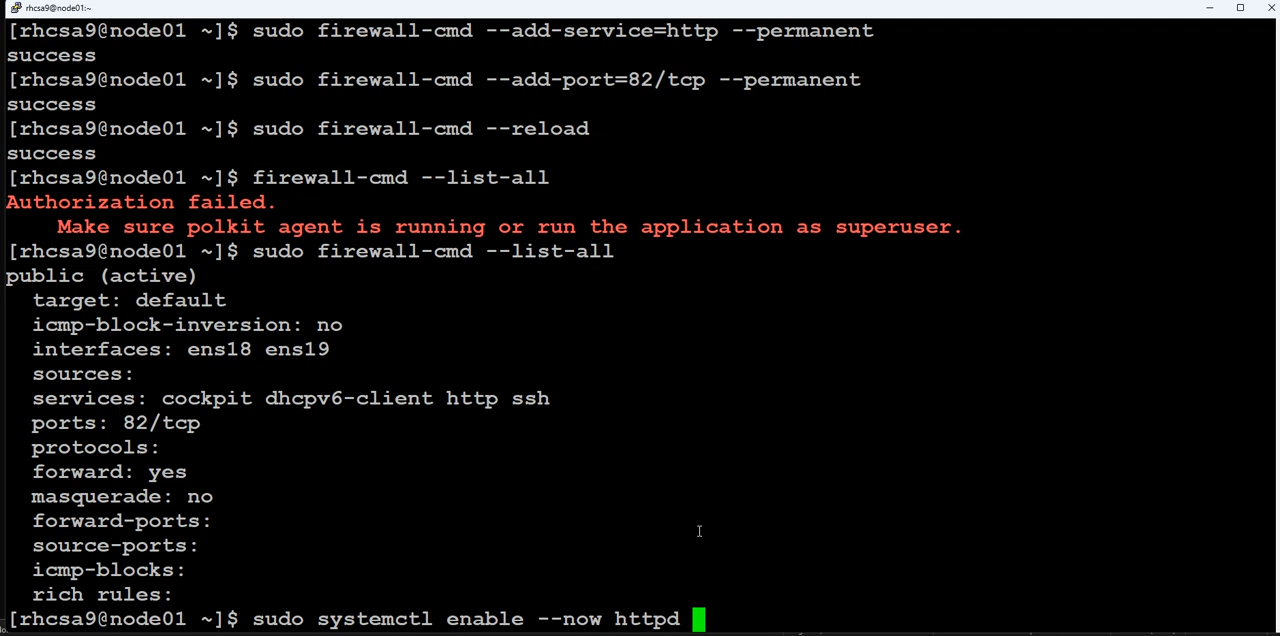 rhcsa9@node01:~
[rhcsa9@node01 ~]$ sudo firewall-cmd --add-service=http --permanent
success
[rhcsa9@node01 ~]$ sudo firewall-cmd --add-port=82/tcp --permanent
success
[rhcsa9@node01 ~]$ sudo firewall-cmd --reload
success
[rhcsa9@node01 ~]$ firewall-cmd --list-all
Authorization failed.
    Make sure polkit agent is running or run the application as superuser.
[rhcsa9@node01 ~]$ sudo firewall-cmd --list-all
public (active)
  target: default
  icmp-block-inversion: no
  interfaces: ens18 ens19
  sources:
  services: cockpit dhcpv6-client http ssh
  ports: 82/tcp
  protocols:
  forward: yes
  masquerade: no
  forward-ports:
  source-ports:
  icmp-blocks:
  rich rules:
[rhcsa9@node01 ~]$ sudo systemctl enable --now httpd